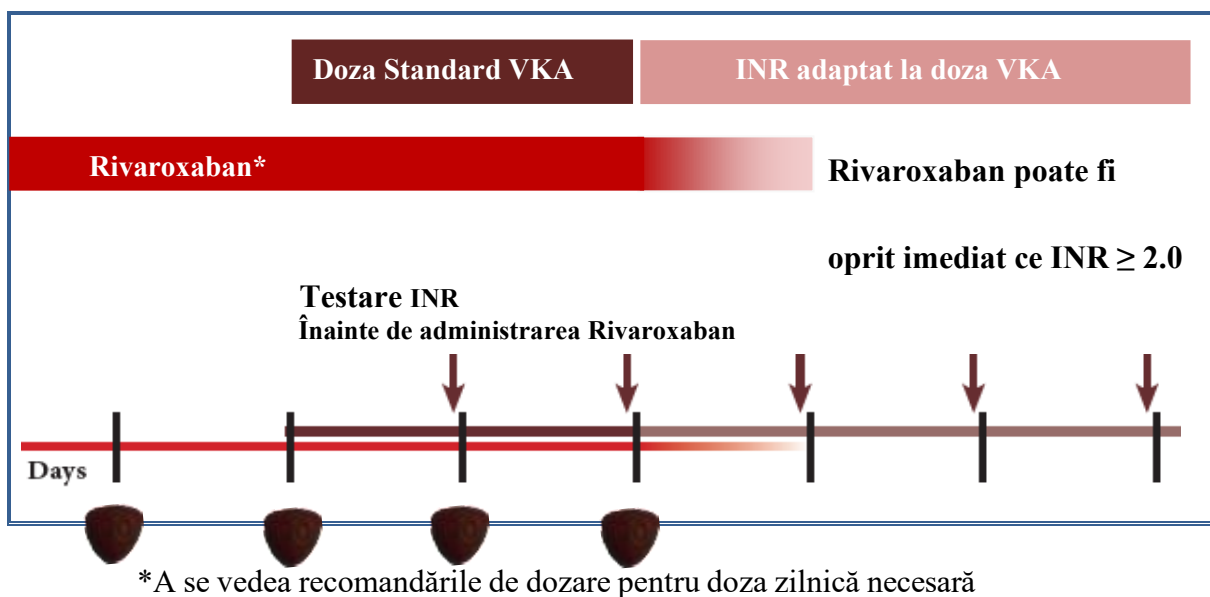 Doza Standard VKA
INR adaptat la doza VKA
Rivaroxaban*
Rivaroxaban poate fi
oprit imediat ce INR ≥ 2.0
Testare INR
Înainte de administrarea Rivaroxaban
Days
*A se vedea recomandările de dozare pentru doza zilnică necesară